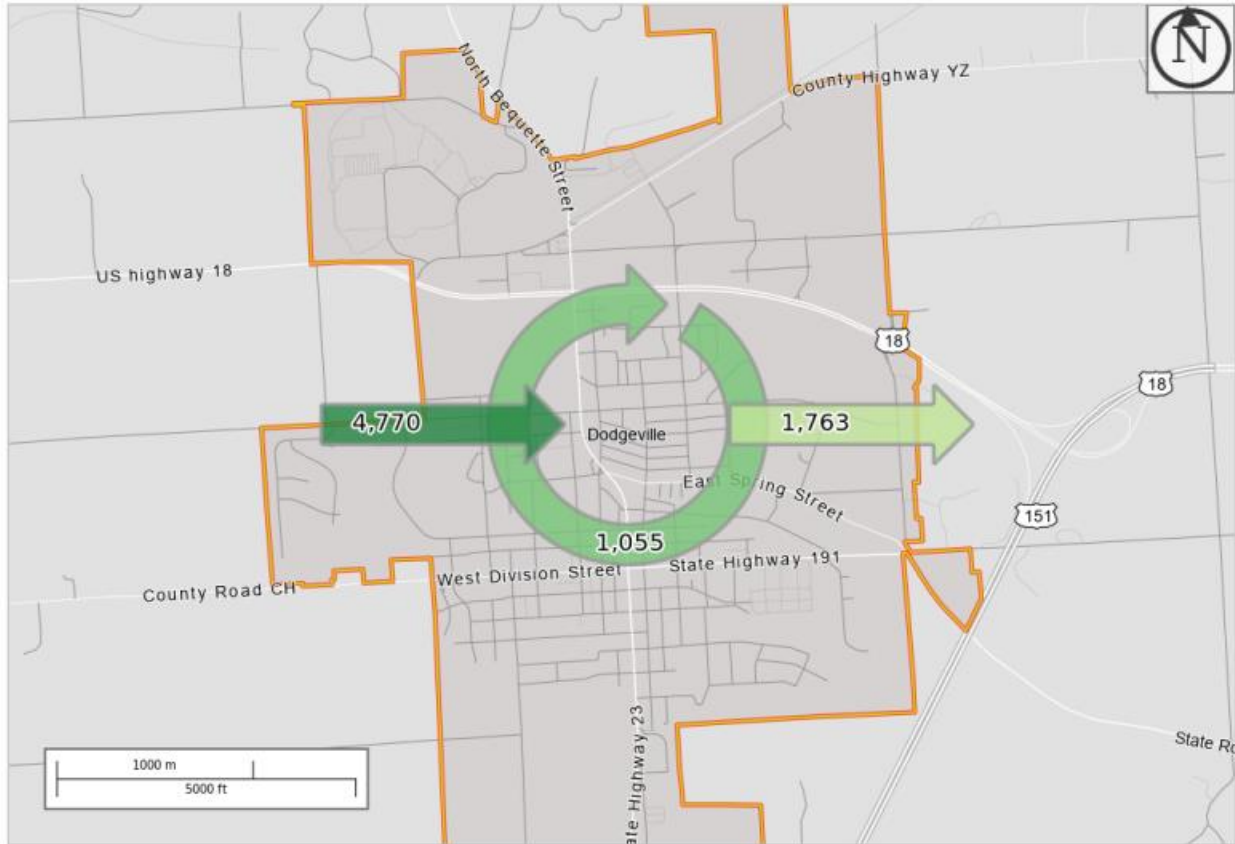 N
North Bequette Street
County Highway YZ
US highway 18
18
18
4,770
Dodgeville
1,763
East Spring Street
151
1,055
West Division Street
State Highway 191
County Road CH
ate Highway 23
State Ro
1000 m
5000 ft